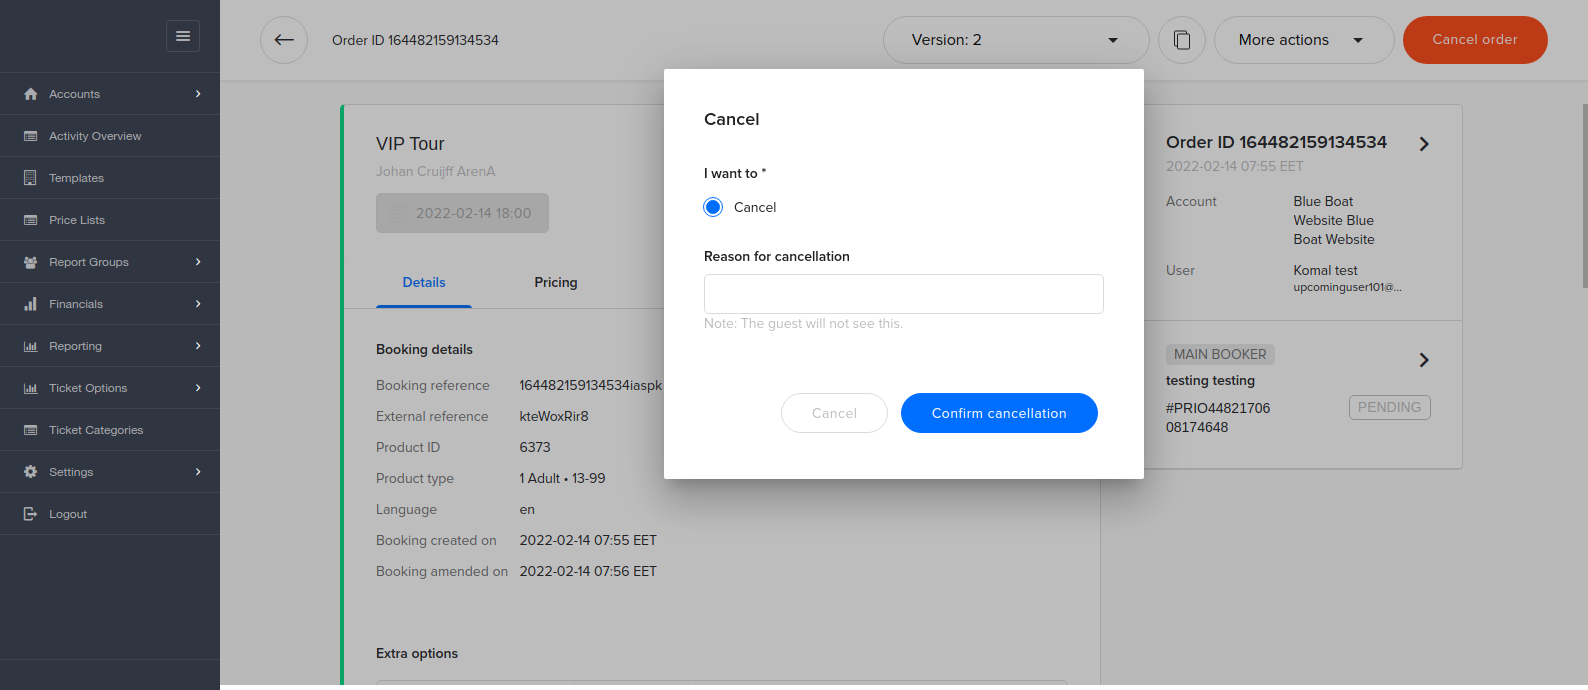 Order ID 164482159134534
Version: 2
More actions
Cancel order
Accounts
Activity Overview
Templates
Price Lists
Report Groups
Financials
Reporting
Ticket Options
Ticket Categories
Settings
Logout
VIP Tour
Johan Cruijff ArenA
2022-02-14 18:00
Details Pricing
Booking details
Booking reference 164482159134534iaspk
External reference kteWoxRir8
Product ID 6373
Product type 1 Adult • 13-99
Language en
Booking created on 2022-02-14 07:55 EET
Booking amended on 2022-02-14 07:56 EET
Extra options
Cancel
I want to *
Cancel
Reason for cancellation
Note: The guest will not see this.
Cancel Confirm cancellation
Order ID 164482159134534
2022-02-14 07:55 EET
Account Blue Boat
Website Blue
Boat Website
User Komal test
upcominguser101@...
MAIN BOOKER
testing testing
#PRIO44821706
08174648
PENDING